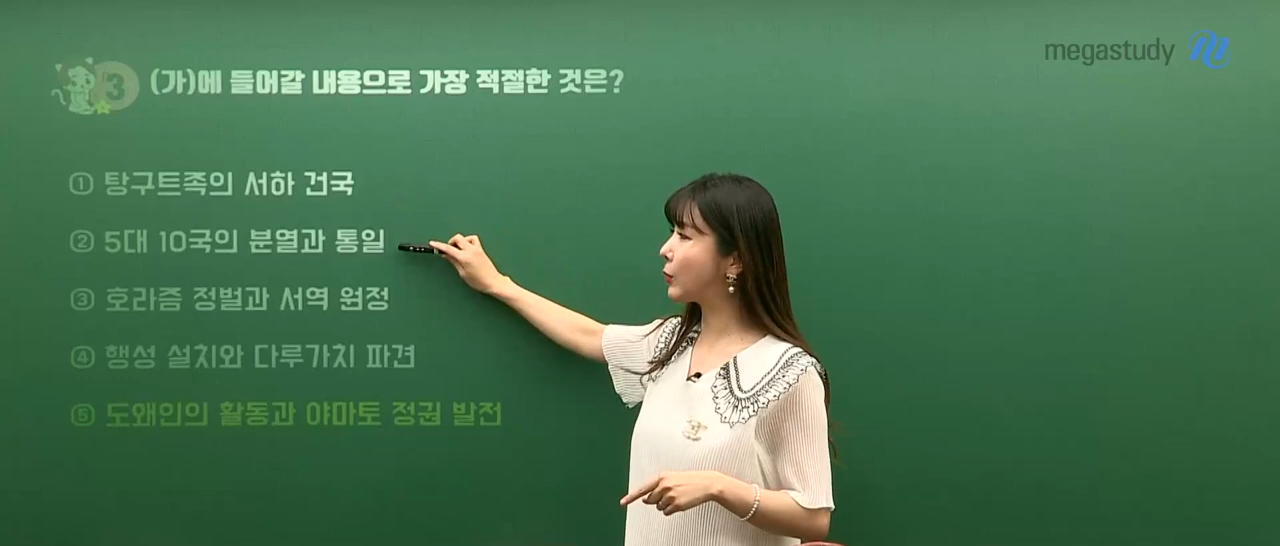 megastudy
3 (가)에 들어갈 내용으로 가장 적절한 것은?
① 탕구트족의 서하 건국
② 5대 10국의 분열과 통일
③ 호라즘 정벌과 서역 원정
④ 행성 설치와 다루가치 파견
⑤ 도왜인의 활동과 야마토 정권 발전